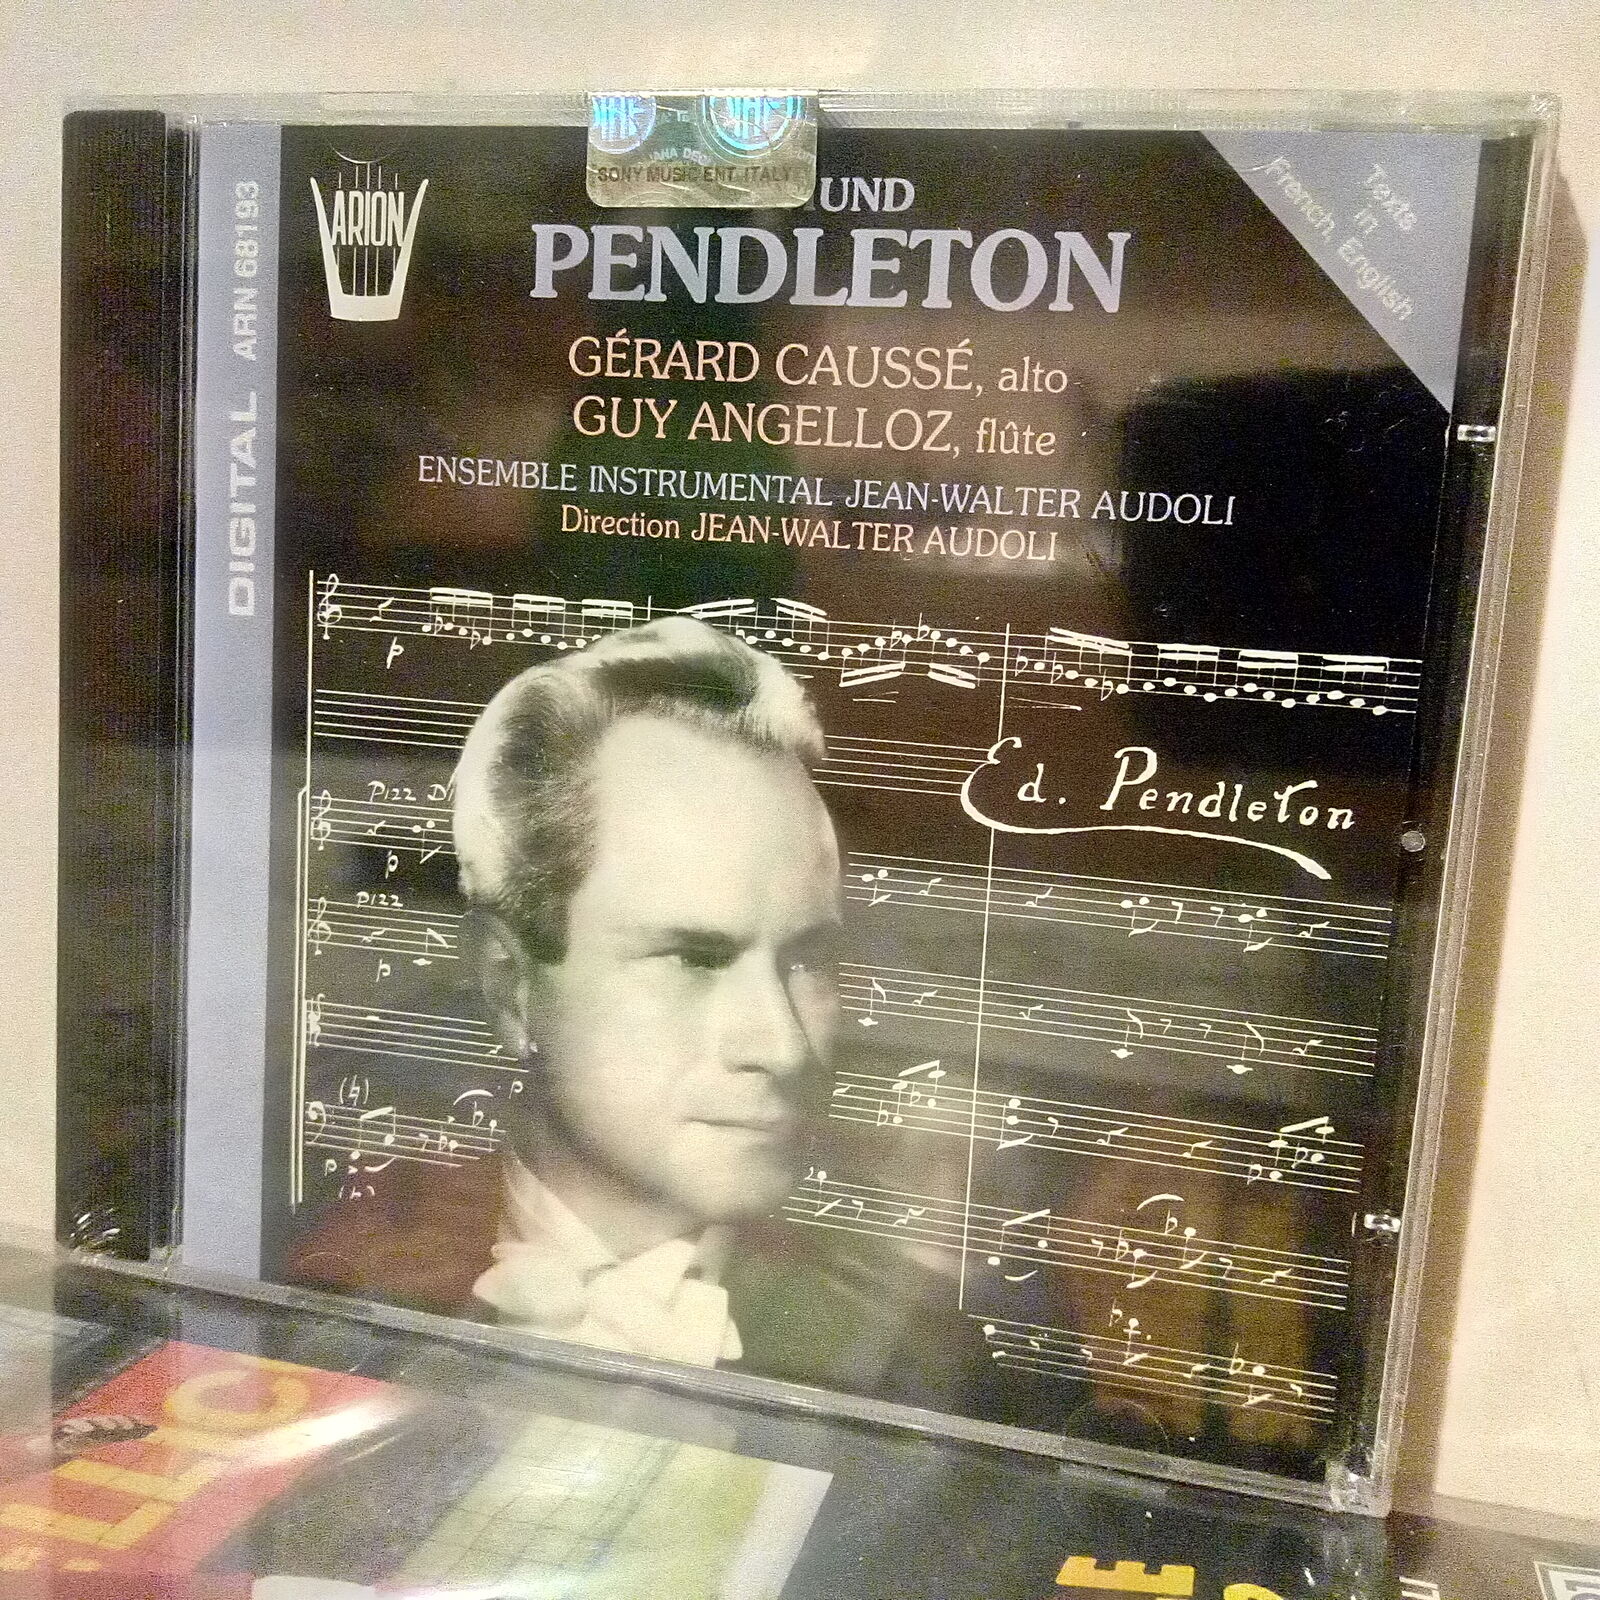 SONY MUSIC ENT. ITALY
ARION
UND
PENDLETON
GÉRARD CAUSSÉ, alto
GUY ANGELLOZ, flûte
ENSEMBLE INSTRUMENTAL JEAN-WALTER AUDOLI
Direction JEAN-WALTER AUDOLI
Texts
in
French, English
DIGITAL ARN 68193
p
Ed. Pendleton
Pizz
p
Pizz
p
p
p